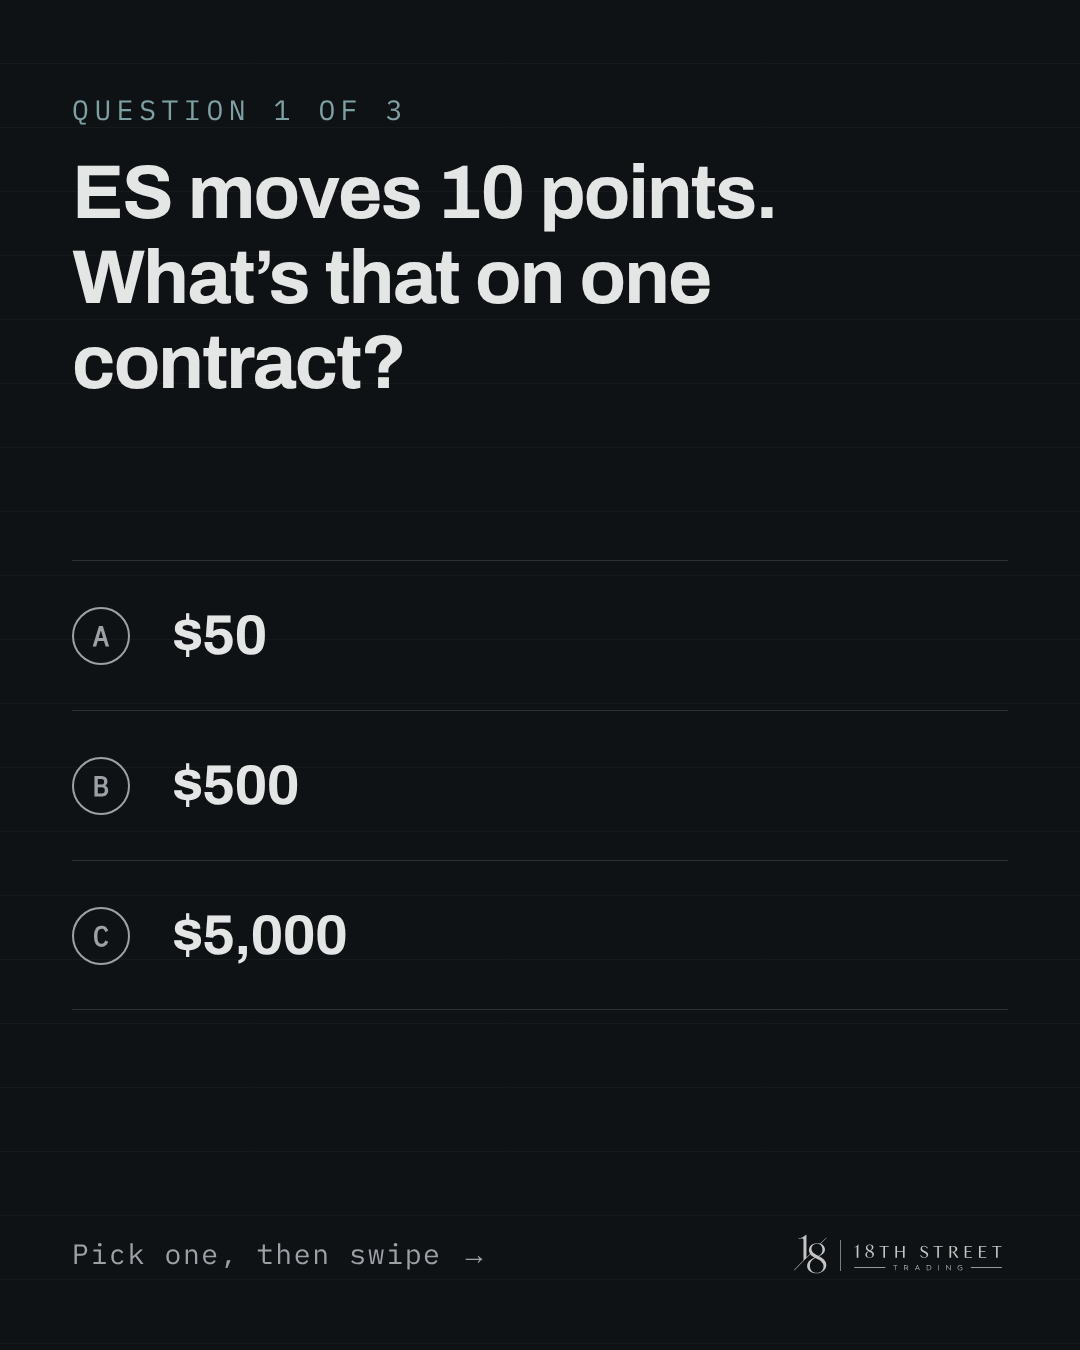 QUESTION 1 OF 3
ES moves 10 points.
What’s that on one
contract?
A $50
B $500
C $5,000
Pick one, then swipe →
18 18TH STREET
TRADING